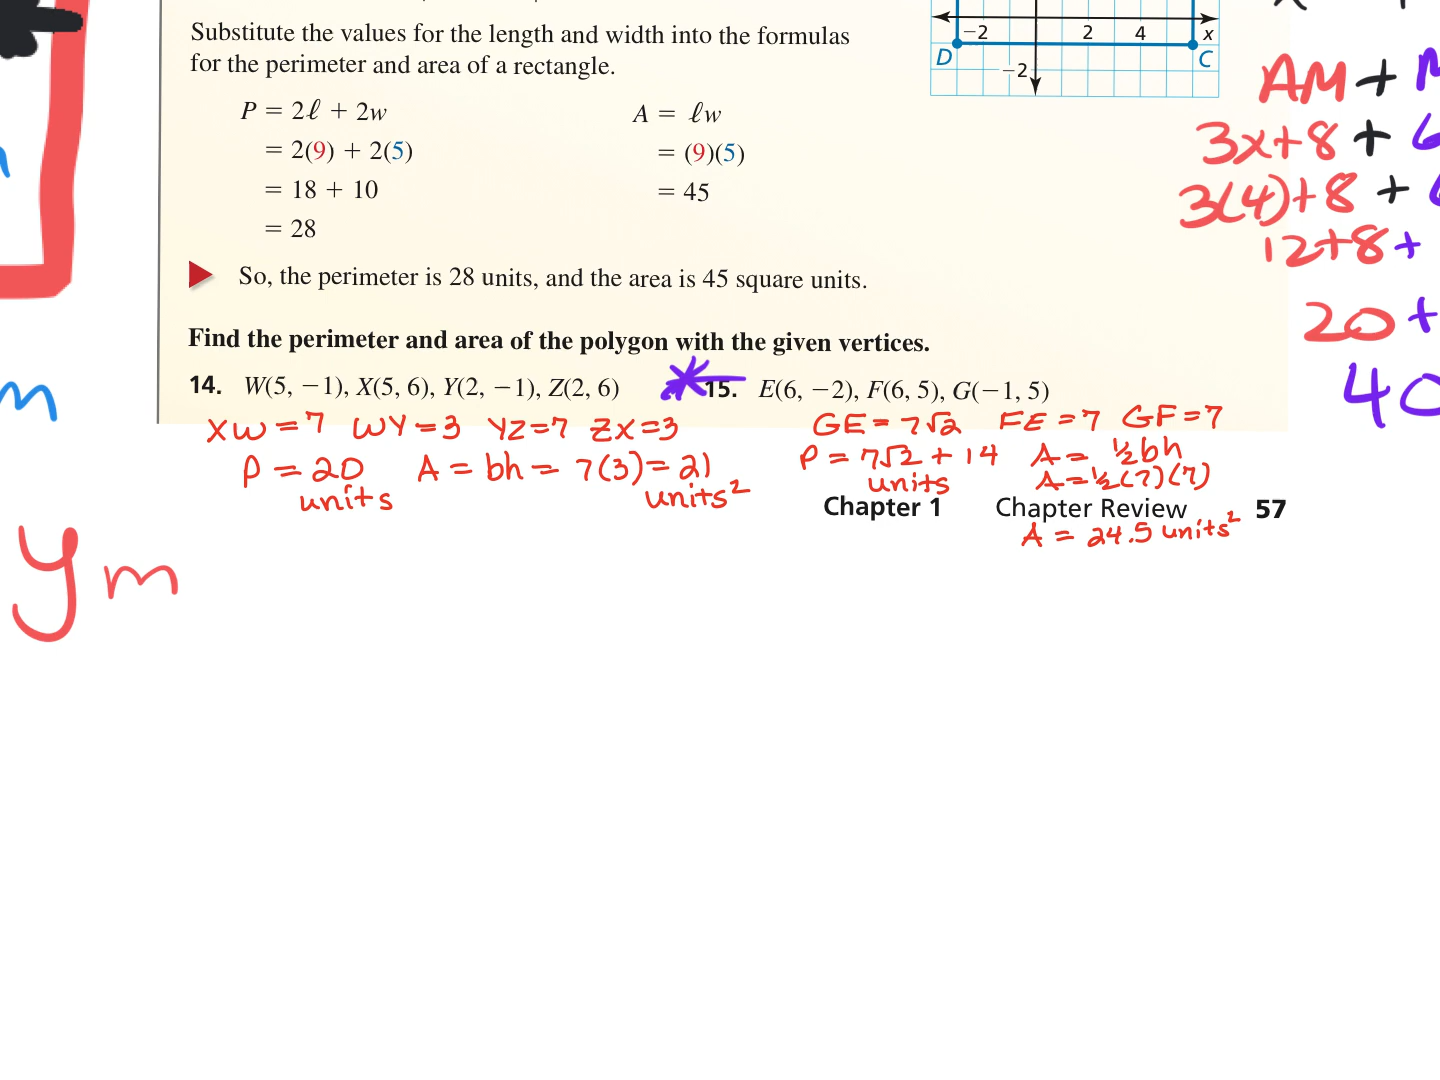 Substitute the values for the length and width into the formulas
for the perimeter and area of a rectangle.
P = 2ℓ + 2w
= 2(9) + 2(5)
= 18 + 10
= 28
A = ℓw
= (9)(5)
= 45
−2 2 4 x
D C
−2
So, the perimeter is 28 units, and the area is 45 square units.
Find the perimeter and area of the polygon with the given vertices.
14. W(5, −1), X(5, 6), Y(2, −1), Z(2, 6)
15. E(6, −2), F(6, 5), G(−1, 5)
XW = 7 WY = 3 YZ = 7 ZX = 3
P = 20 A = bh = 7(3) = 21
units units²
GE = 7√2 FE = 7 GF = 7
P = 7√2 + 14 A = ½bh
units A = ½(7)(7)
Chapter 1 Chapter Review 57
A = 24.5 units²
AM +
3x+8 +
3(4)+8 +
12+8+
20+
40
m
y m